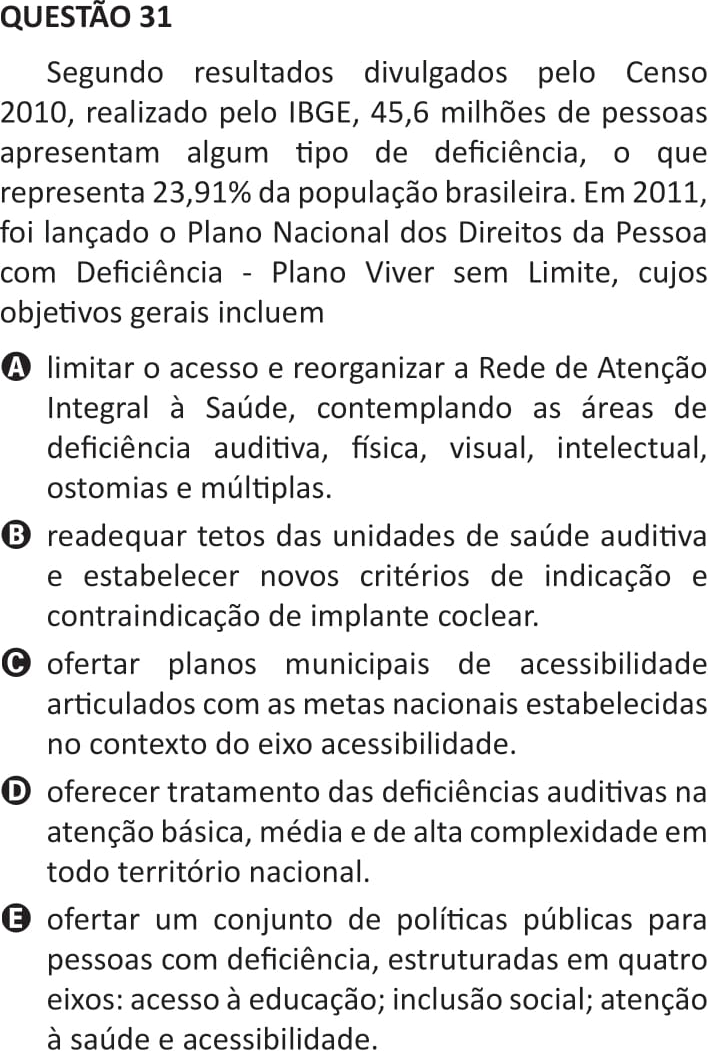 QUESTÃO 31
Segundo resultados divulgados pelo Censo
2010, realizado pelo IBGE, 45,6 milhões de pessoas
apresentam algum tipo de deficiência, o que
representa 23,91% da população brasileira. Em 2011,
foi lançado o Plano Nacional dos Direitos da Pessoa
com Deficiência - Plano Viver sem Limite, cujos
objetivos gerais incluem
A limitar o acesso e reorganizar a Rede de Atenção
Integral à Saúde, contemplando as áreas de
deficiência auditiva, física, visual, intelectual,
ostomias e múltiplas.
B readequar tetos das unidades de saúde auditiva
e estabelecer novos critérios de indicação e
contraindicação de implante coclear.
C ofertar planos municipais de acessibilidade
articulados com as metas nacionais estabelecidas
no contexto do eixo acessibilidade.
D oferecer tratamento das deficiências auditivas na
atenção básica, média e de alta complexidade em
todo território nacional.
E ofertar um conjunto de políticas públicas para
pessoas com deficiência, estruturadas em quatro
eixos: acesso à educação; inclusão social; atenção
à saúde e acessibilidade.